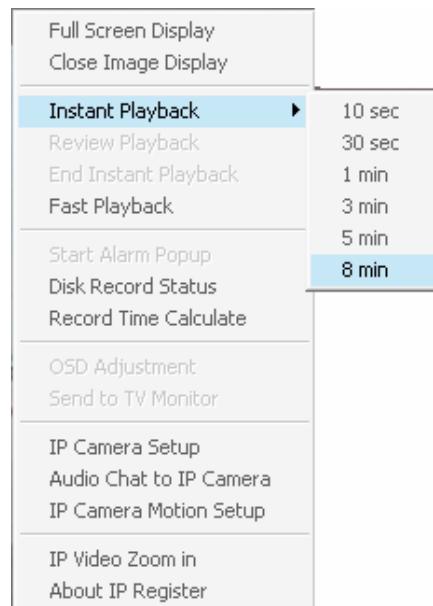 Full Screen Display
Close Image Display
Instant Playback
10 sec
30 sec
1 min
3 min
5 min
8 min
Review Playback
End Instant Playback
Fast Playback
Start Alarm Popup
Disk Record Status
Record Time Calculate
OSD Adjustment
Send to TV Monitor
IP Camera Setup
Audio Chat to IP Camera
IP Camera Motion Setup
IP Video Zoom in
About IP Register